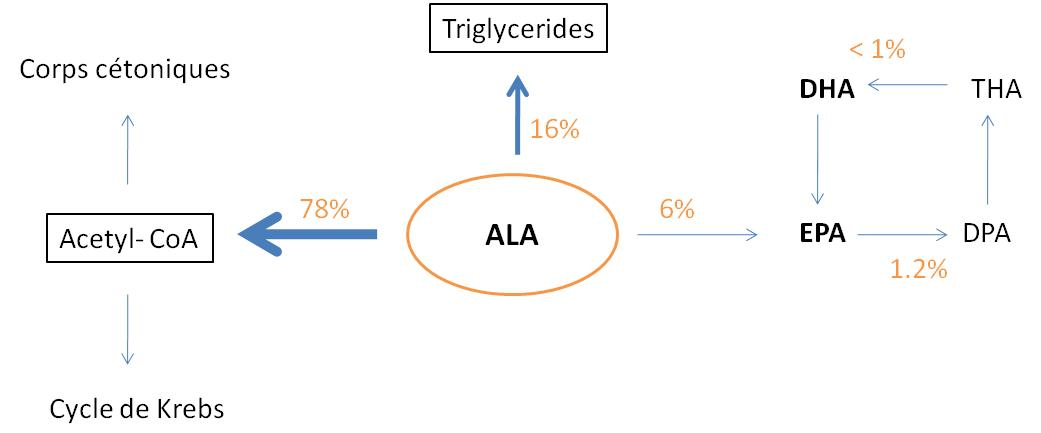 Triglycerides
Corps cétoniques
< 1%
DHA
THA
16%
78%
6%
Acetyl- CoA
ALA
EPA
DPA
1.2%
Cycle de Krebs